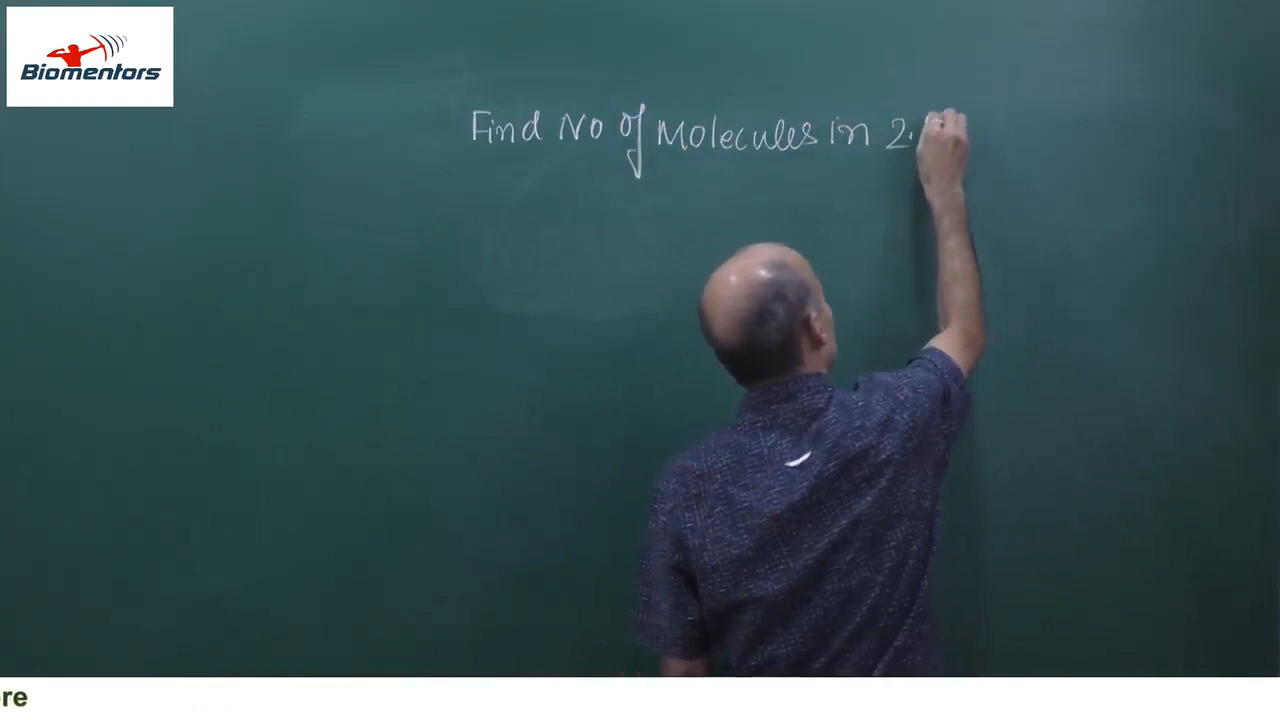 Biomentors
Find No of Molecules in 2.
re